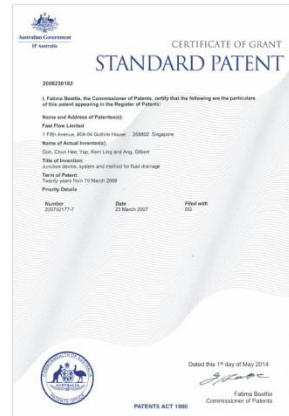 Australian Government
IP Australia
CERTIFICATE OF GRANT
STANDARD PATENT
2008230182
I, Fatima Beattie, the Commissioner of Patents, certify that the following are the particulars
of this patent appearing in the Register of Patents:
Name and Address of Patentee(s):
Fast Flow Limited
1 Fifth Avenue, #04-04 Guthrie House , 268802 Singapore
Name of Actual Inventor(s):
Goh, Chun Hee; Yap, Kern Ling and Ang, Gilbert
Title of Invention:
Junction device, system and method for fluid drainage
Term of Patent:
Twenty years from 19 March 2008
Priority Details
Number Date Filed with
200702177-7 23 March 2007 SG
Dated this 1st day of May 2014
Fatima Beattie
Commissioner of Patents
PATENTS ACT 1990